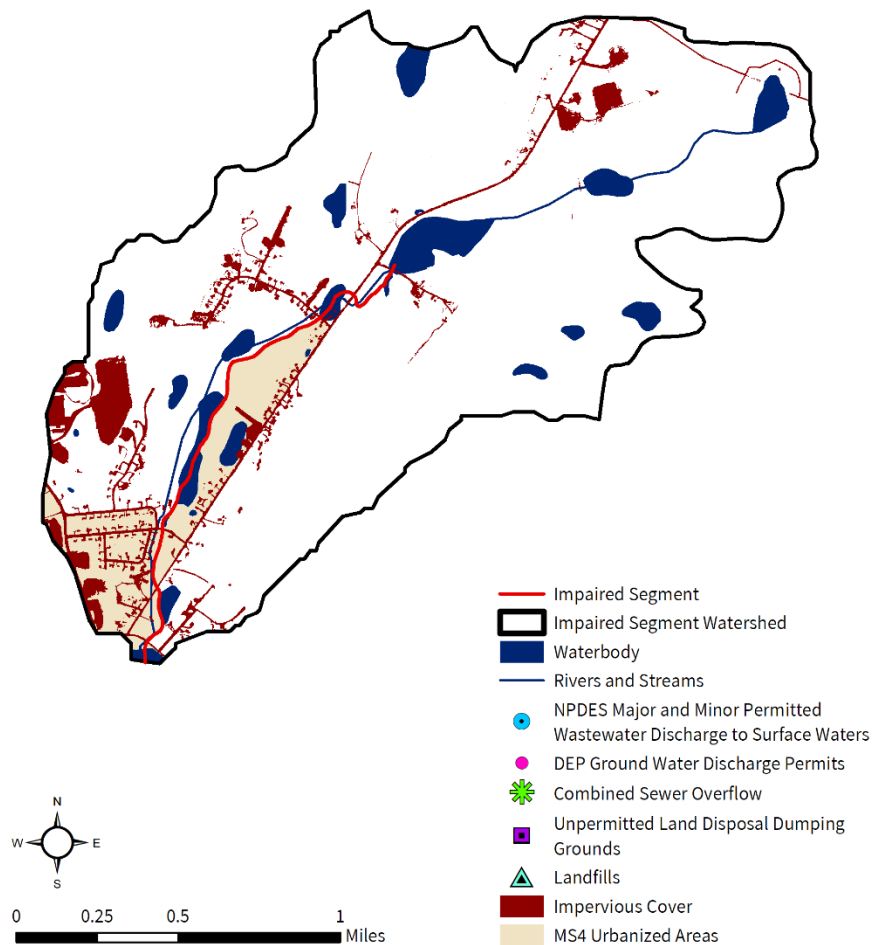 Impaired Segment
Impaired Segment Watershed
Waterbody
Rivers and Streams
NPDES Major and Minor Permitted
Wastewater Discharge to Surface Waters
DEP Ground Water Discharge Permits
Combined Sewer Overflow
Unpermitted Land Disposal Dumping
Grounds
Landfills
Impervious Cover
MS4 Urbanized Areas
N
W E
S
0 0.25 0.5 1
Miles